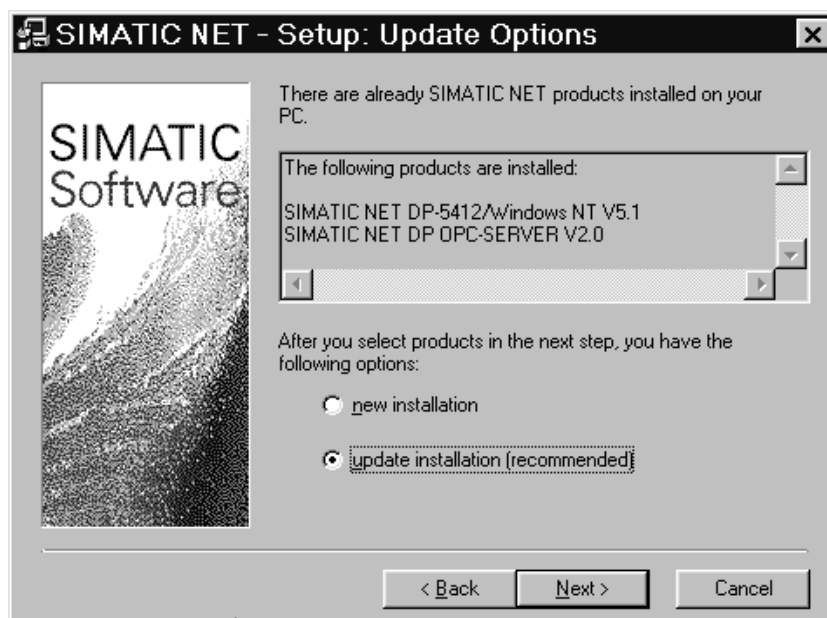 SIMATIC NET - Setup: Update Options
SIMATIC
Software
There are already SIMATIC NET products installed on your
PC.
The following products are installed:
SIMATIC NET DP-5412/Windows NT V5.1
SIMATIC NET DP OPC-SERVER V2.0
After you select products in the next step, you have the
following options:
new installation
update installation (recommended)
< Back
Next >
Cancel